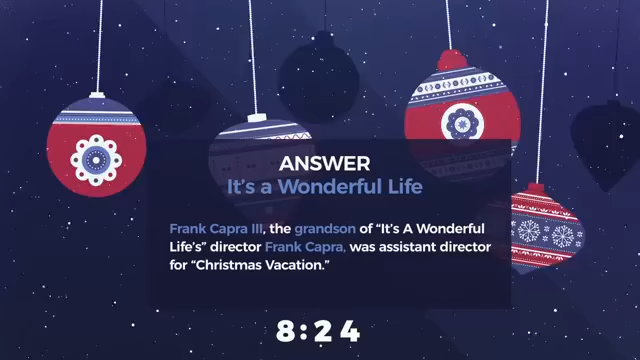 ANSWER
It's a Wonderful Life
Frank Capra III, the grandson of “It's A Wonderful
Life's” director Frank Capra, was assistant director
for “Christmas Vacation.”
8:24